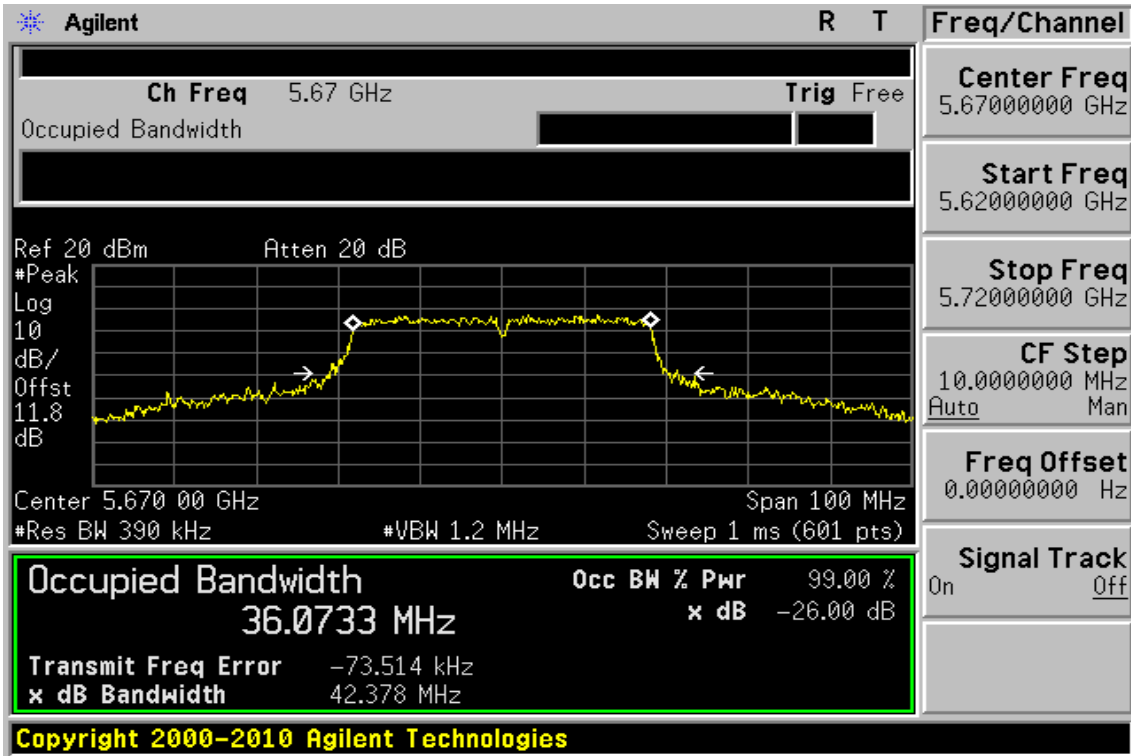 Agilent R T Freq/Channel
Ch Freq 5.67 GHz Trig Free
Occupied Bandwidth
Center Freq
5.67000000 GHz
Start Freq
5.62000000 GHz
Stop Freq
5.72000000 GHz
CF Step
10.0000000 MHz
Auto Man
Freq Offset
0.00000000 Hz
Signal Track
On Off
Ref 20 dBm Atten 20 dB
#Peak
Log
10
dB/
Offst
11.8
dB
Center 5.670 00 GHz Span 100 MHz
#Res BW 390 kHz #VBW 1.2 MHz Sweep 1 ms (601 pts)
Occupied Bandwidth Occ BW % Pwr 99.00 %
36.0733 MHz x dB -26.00 dB
Transmit Freq Error -73.514 kHz
x dB Bandwidth 42.378 MHz
Copyright 2000-2010 Agilent Technologies